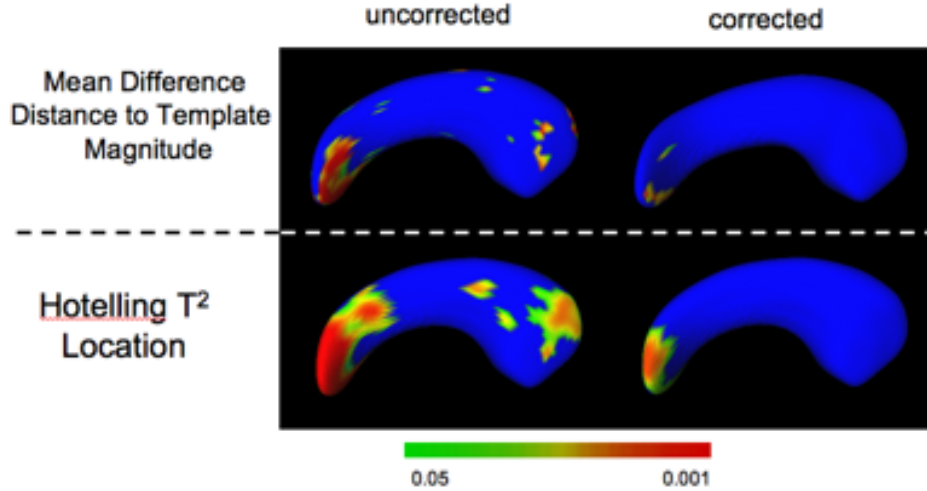 uncorrected
corrected
Mean Difference
Distance to Template
Magnitude
Hotelling T²
Location
0.05
0.001